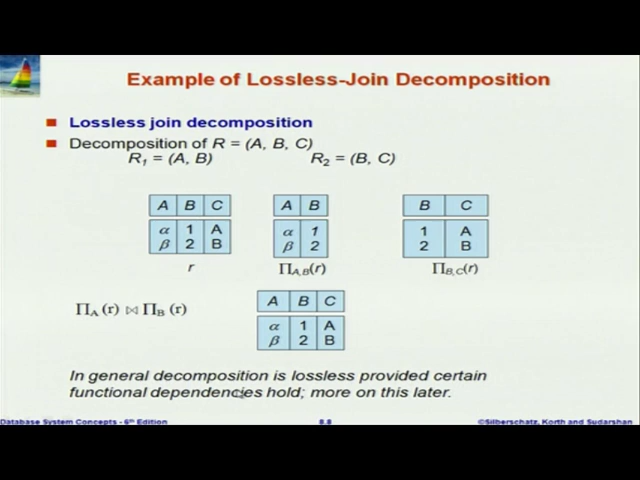 Example of Lossless-Join Decomposition
Lossless join decomposition
Decomposition of R = (A, B, C)
R1 = (A, B) R2 = (B, C)
A B C A B B C
α 1 A α 1 1 A
β 2 B β 2 2 B
r ∏A,B(r) ∏B,C(r)
∏A (r) ⋈ ∏B (r)
A B C
α 1 A
β 2 B
In general decomposition is lossless provided certain
functional dependencies hold; more on this later.
Database System Concepts - 6th Edition 8.8 ©Silberschatz, Korth and Sudarshan